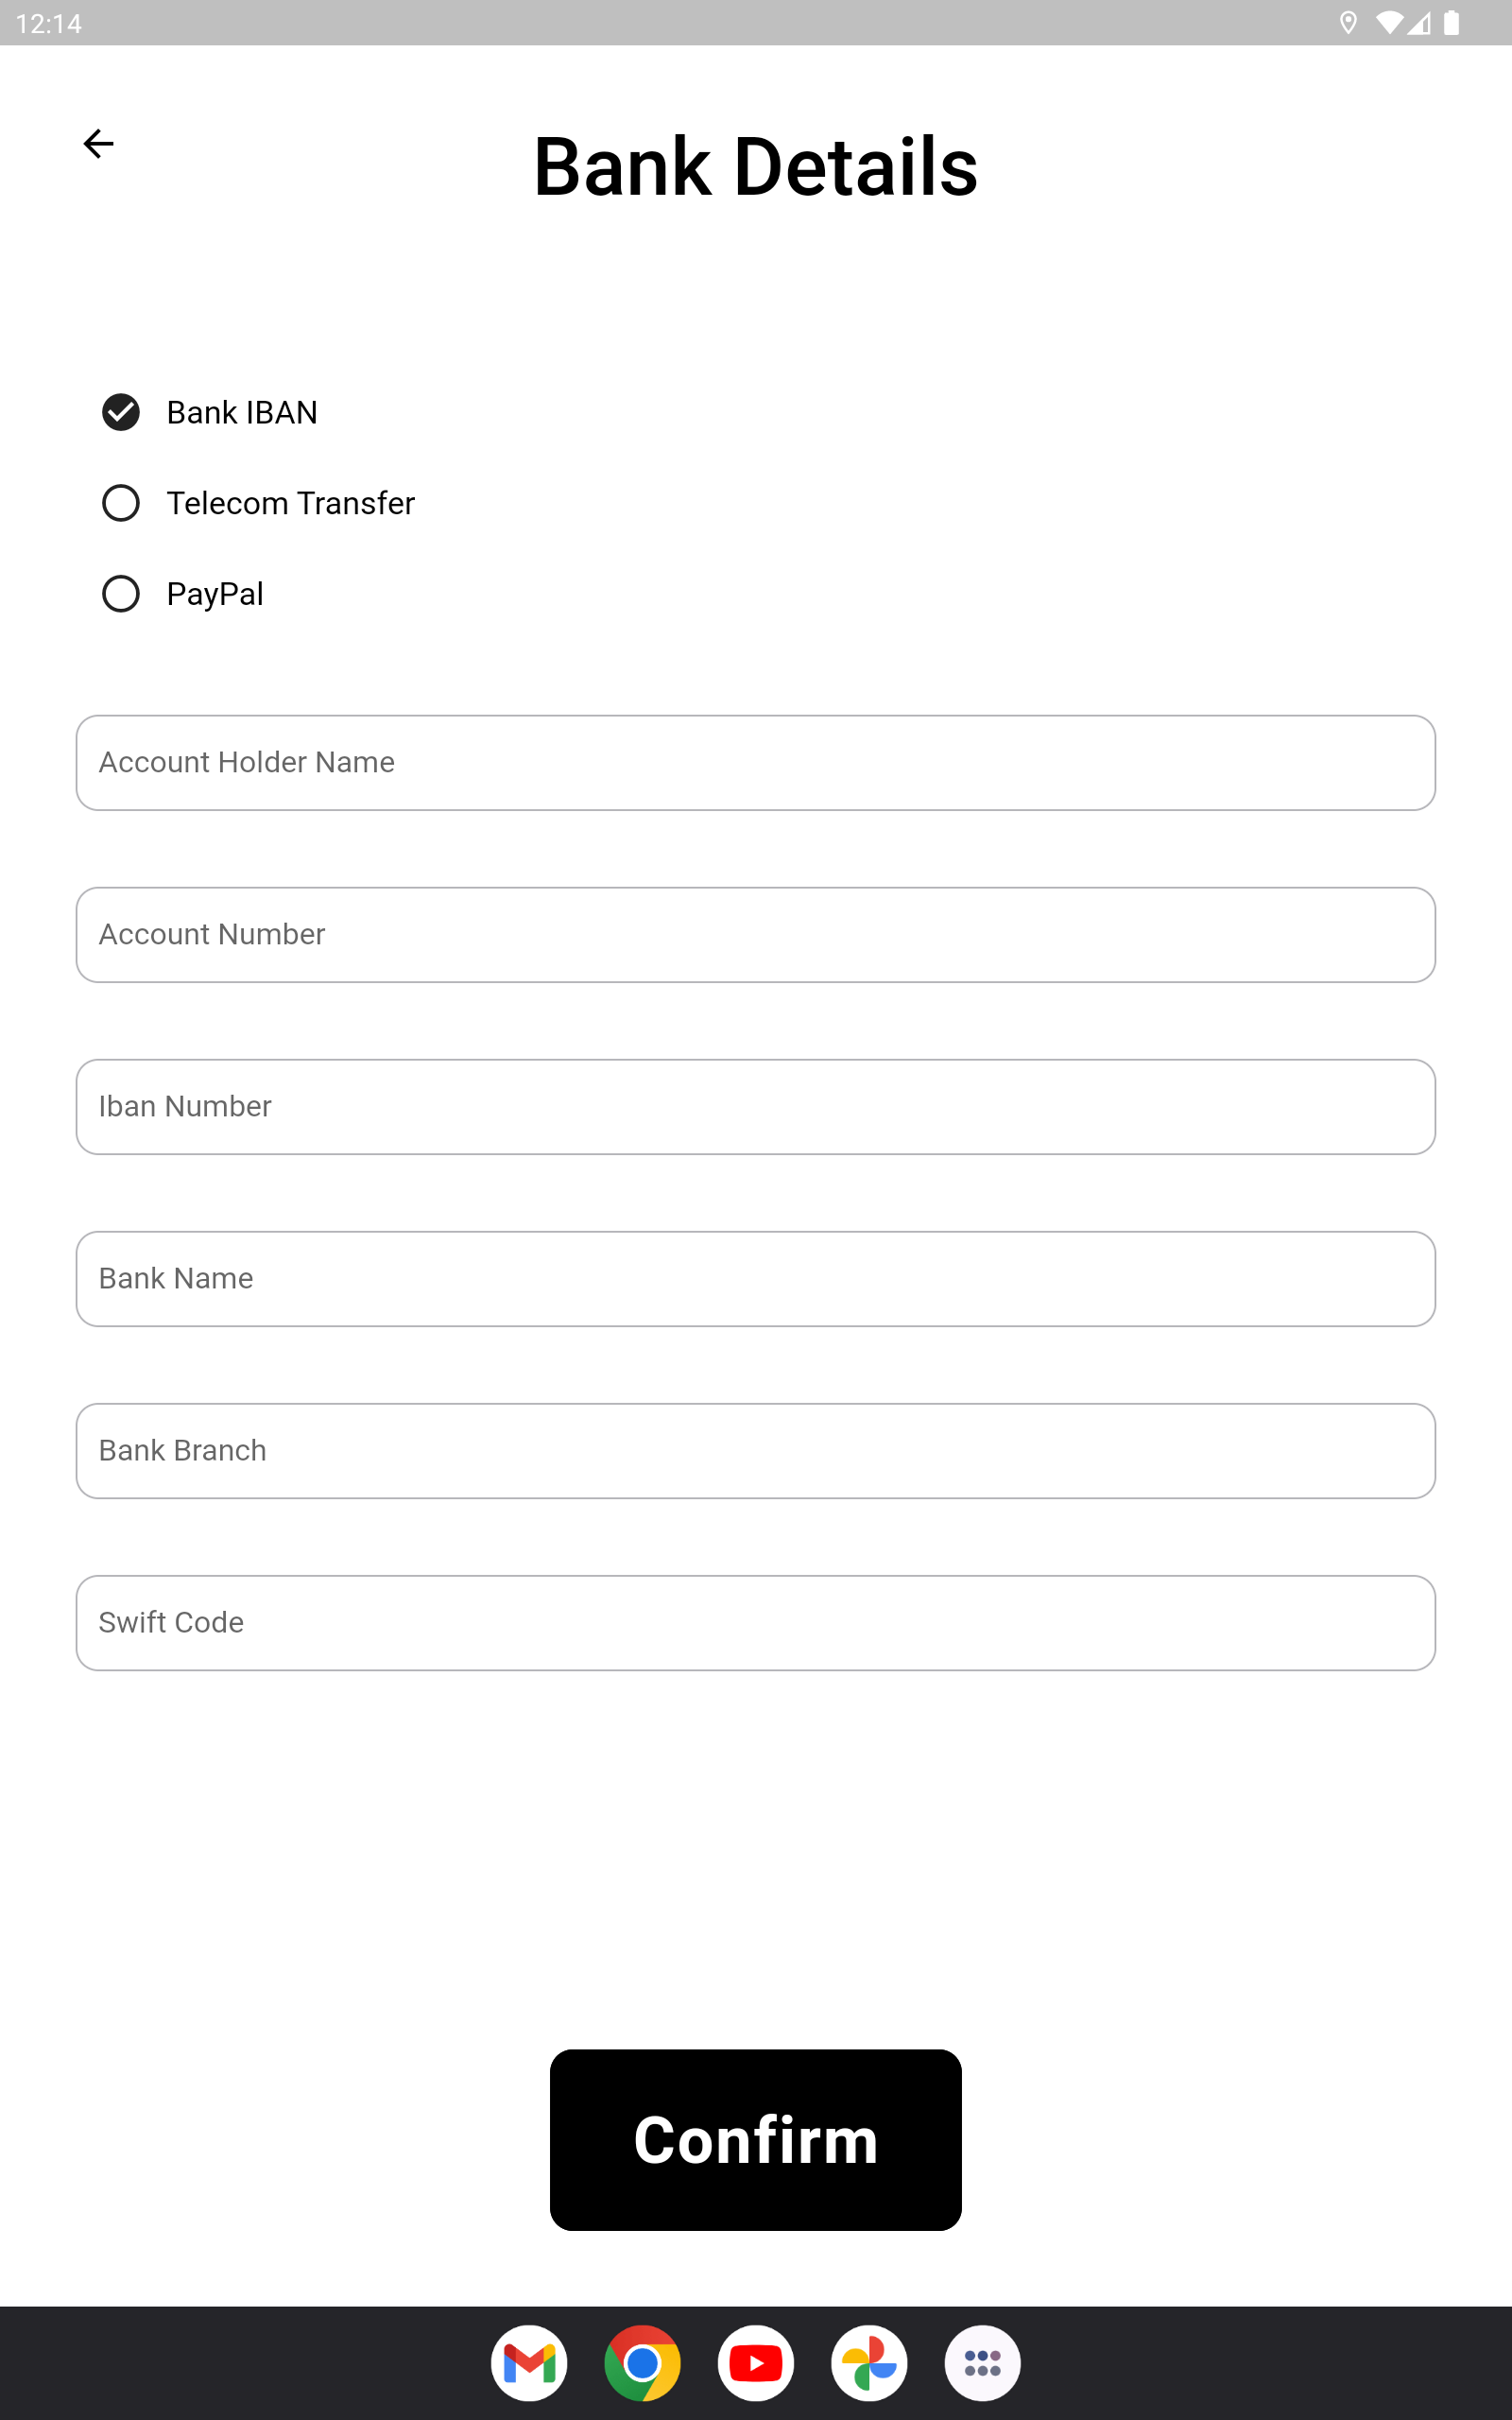 12:14
Bank Details
Bank IBAN
Telecom Transfer
PayPal
Account Holder Name
Account Number
Iban Number
Bank Name
Bank Branch
Swift Code
Confirm